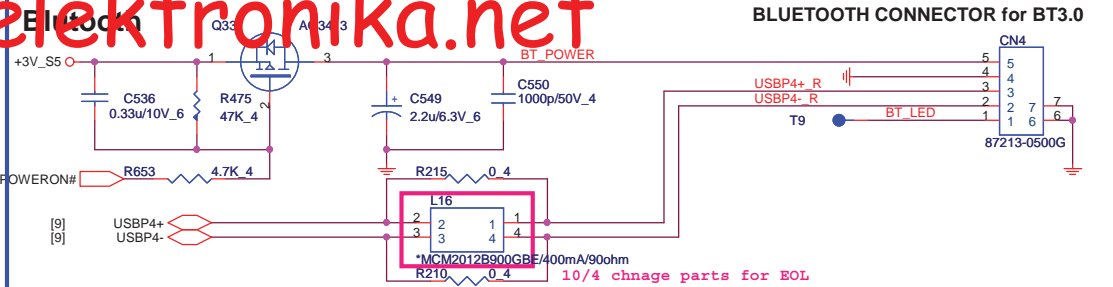 elektronika.net
Blutooth
BLUETOOTH CONNECTOR for BT3.0
Q33
CN4
+3V_S5
1
3
BT_POWER
5
5
4
4
USBP4+_R
3
3
USBP4-_R
2
2
7
7
T9
BT_LED
1
1
6
6
87213-0500G
C536
0.33u/10V_6
R475
47K_4
2
C549
2.2u/6.3V_6
C550
1000p/50V_4
POWERON#
R653
4.7K_4
R215
0_4
L16
[9]
USBP4+
2
2
1
1
[9]
USBP4-
3
3
4
4
*MCM2012B900GBE/400mA/90ohm
R210
0_4
10/4 chnage parts for EOL